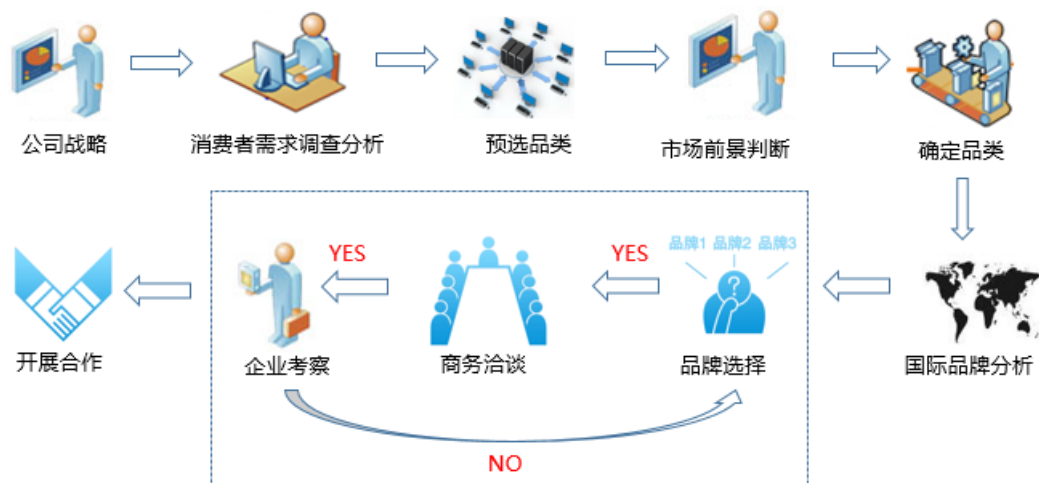 公司战略
消费者需求调查分析
预选品类
市场前景判断
确定品类
品牌1 品牌2 品牌3
YES
YES
?
开展合作
企业考察
商务洽谈
品牌选择
国际品牌分析
NO